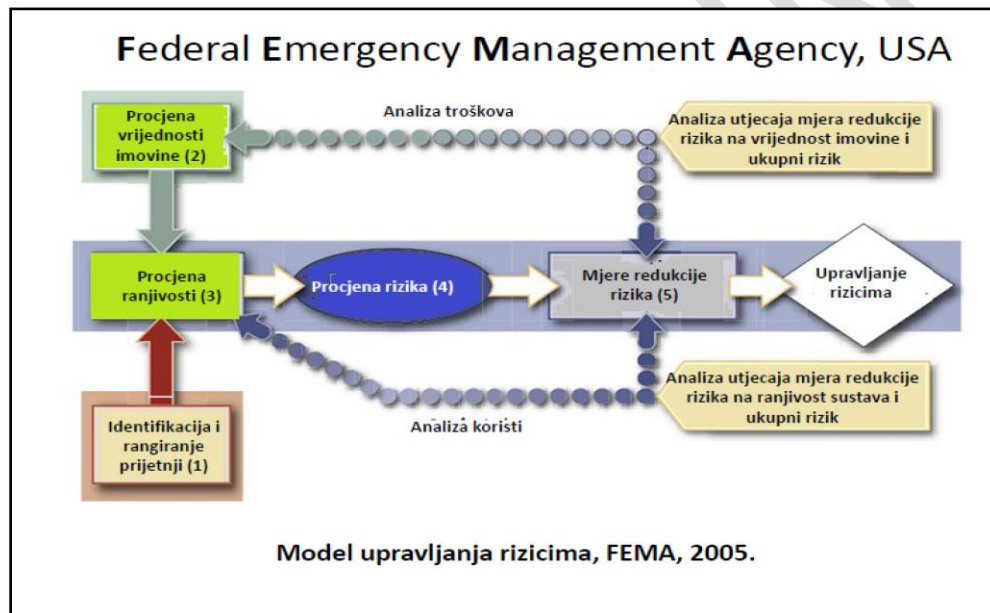 Federal Emergency Management Agency, USA
Procjena
vrijednosti
imovine (2)
Analiza troškova
Analiza utjecaja mjera redukcije
rizika na vrijednost imovine i
ukupni rizik
Procjena
ranjivosti (3)
Procjena rizika (4)
Mjere redukcije
rizika (5)
Upravljanje
rizicima
Identifikacija i
rangiranje
prijetnji (1)
Analiza koristi
Analiza utjecaja mjera redukcije
rizika na ranjivost sustava i
ukupni rizik
Model upravljanja rizicima, FEMA, 2005.